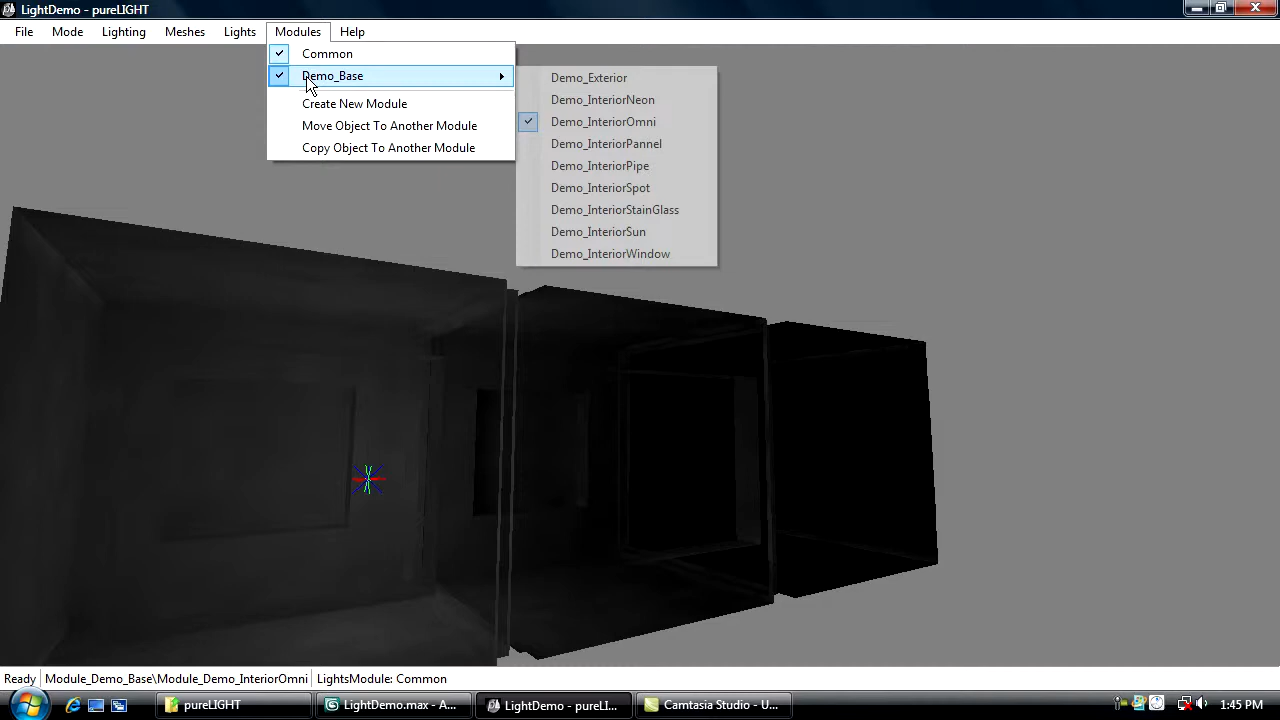 LightDemo - pureLIGHT
File Mode Lighting Meshes Lights Modules Help
Common
Demo_Base
Create New Module
Move Object To Another Module
Copy Object To Another Module
Demo_Exterior
Demo_InteriorNeon
Demo_InteriorOmni
Demo_InteriorPannel
Demo_InteriorPipe
Demo_InteriorSpot
Demo_InteriorStainGlass
Demo_InteriorSun
Demo_InteriorWindow
Ready Module_Demo_Base\Module_Demo_InteriorOmni LightsModule: Common
pureLIGHT LightDemo.max - A... LightDemo - pureLI... Camtasia Studio - U... 1:45 PM